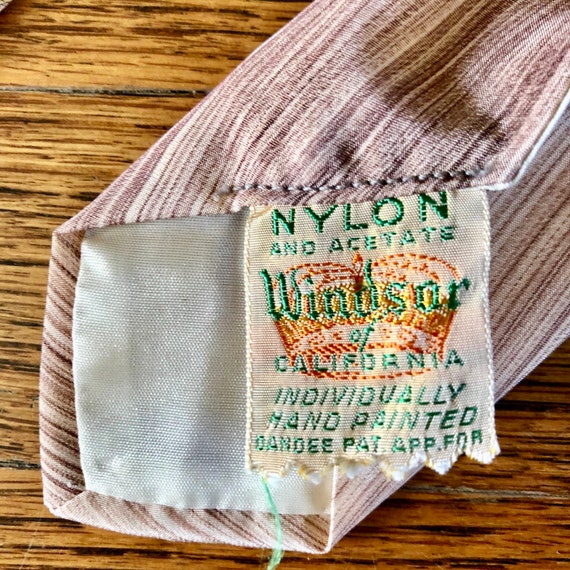 NYLON
AND ACETATE
Windsor
of
CALIFORNIA
INDIVIDUALLY
HAND PAINTED
DANDEE PAT. APP. FOR